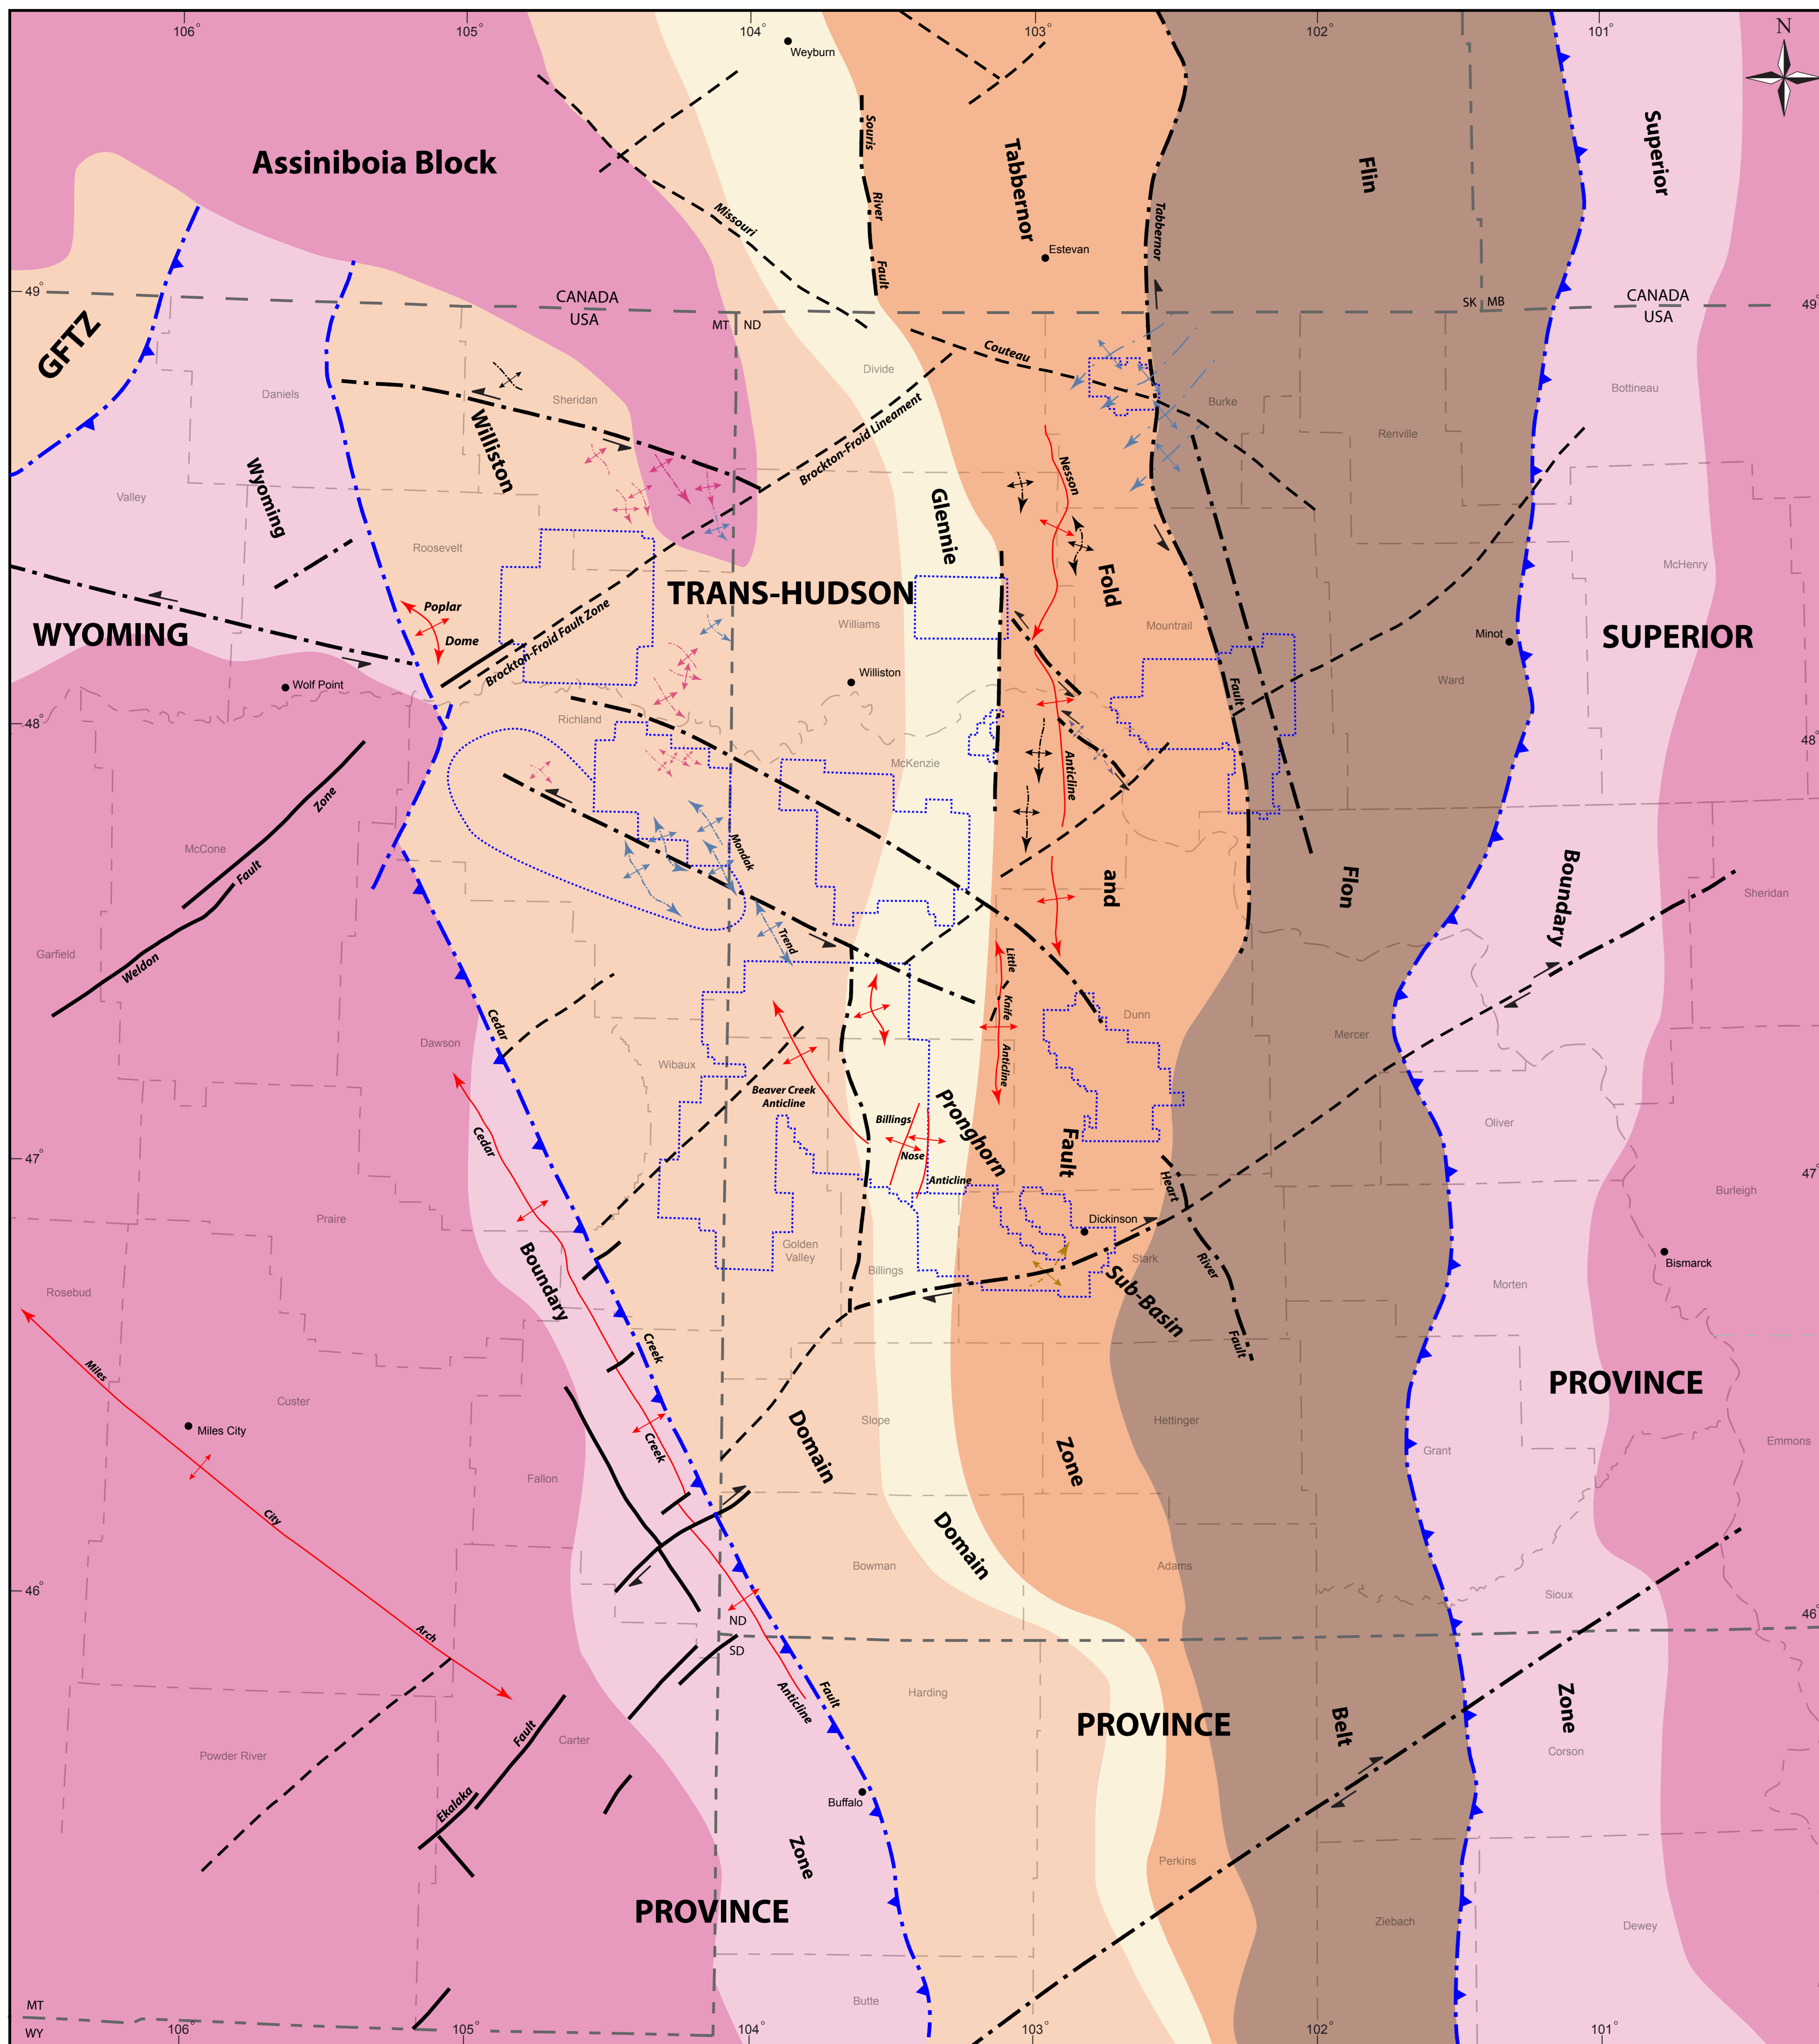 106°
105°
104°
103°
102°
101°
N
Weyburn
Souris
River
Fault
Tabbernor
Flin
Superior
Assiniboia Block
Missouri
Tabbernor
Estevan
49°
CANADA
USA
MT
ND
SK
MB
CANADA
USA
49°
GFTZ
Daniels
Sheridan
Divide
Couteau
Burke
Bottineau
Renville
Williston
Brockton-Froid Lineament
Nesson
Wyoming
Valley
Glennie
Roosevelt
McHenry
TRANS-HUDSON
Fold
Poplar
Dome
Brockton-Froid Fault Zone
Williams
Mountrail
WYOMING
Minot
SUPERIOR
Wolf Point
Williston
Fault
Ward
48°
Richland
48°
McKenzie
Anticline
Zone
McCone
Fault
Mondak
Flon
and
Boundary
Sheridan
Garfield
Weldon
Trend
Little
Knife
Anticline
Cedar
Dawson
Dunn
Mercer
Wibaux
Beaver Creek
Anticline
Billings
Nose
Anticline
Pronghorn
Fault
Oliver
Cedar
47°
47°
Heart
River
Fault
Praire
Dickinson
Burleigh
Golden
Valley
Billings
Stark
Sub-Basin
Bismarck
Morten
Boundary
Rosebud
Creek
Miles
PROVINCE
Custer
Miles City
Slope
Hettinger
Domain
Zone
Creek
Grant
Emmons
Fallon
City
Domain
Bowman
Adams
46°
Sioux
46°
Arch
ND
SD
Fault
Anticline
Harding
PROVINCE
Belt
Zone
Fault
Carter
Powder River
Corson
Ekalaka
Buffalo
Zone
Perkins
PROVINCE
Ziebach
Dewey
Butte
MT
WY
106°
105°
104°
103°
102°
101°